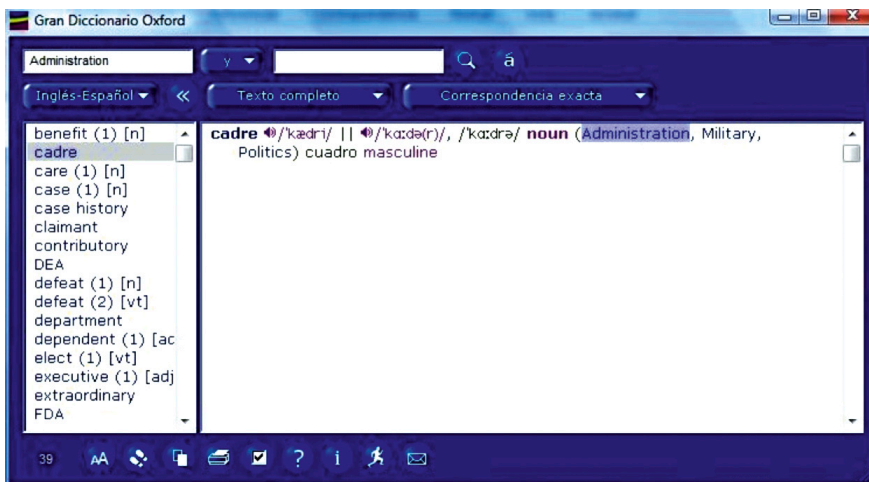 Gran Diccionario Oxford
Administration y á
Inglés-Español « Texto completo Correspondencia exacta
benefit (1) [n]
cadre
care (1) [n]
case (1) [n]
case history
claimant
contributory
DEA
defeat (1) [n]
defeat (2) [vt]
department
dependent (1) [ac
elect (1) [vt]
executive (1) [adj
extraordinary
FDA
cadre /ˈkædri/ || /ˈkɑːdə(r)/, /ˈkɑːdrə/ noun (Administration, Military,
Politics) cuadro masculine
39 AA ? i